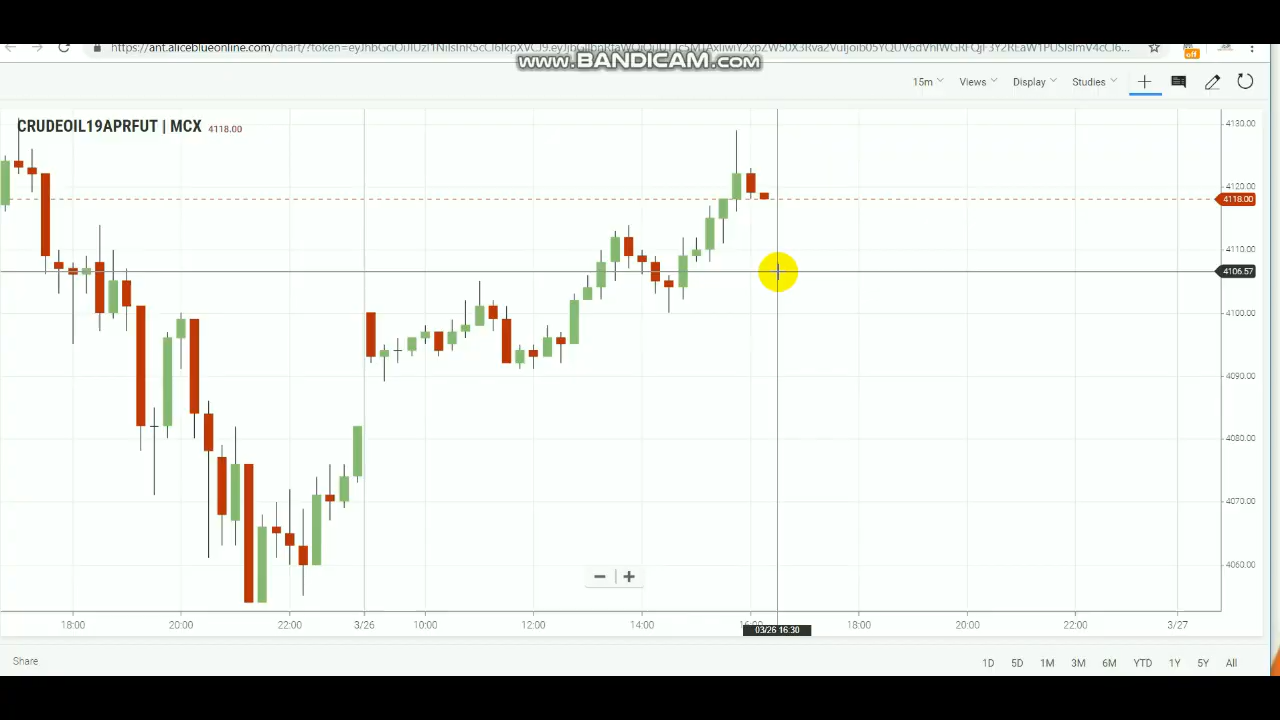 https://ant.aliceblueonline.com/chart/?token=
www.BANDICAM.com
off
15m Views Display Studies
CRUDEOIL19APRFUT | MCX 4118.00
4130.00
4120.00
4118.00
4110.00
4106.57
4100.00
4090.00
4080.00
4070.00
4060.00
18:00 20:00 22:00 3/26 10:00 12:00 14:00 16:00 18:00 20:00 22:00 3/27
03/26 16:30
Share 1D 5D 1M 3M 6M YTD 1Y 5Y All